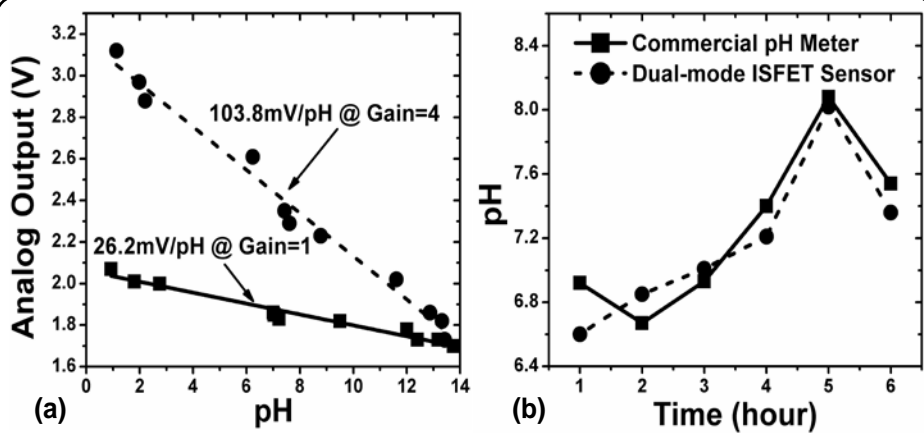 Analog Output (V)
3.2
3.0
2.8
2.6
2.4
2.2
2.0
1.8
1.6
103.8mV/pH @ Gain=4
26.2mV/pH @ Gain=1
0 2 4 6 8 10 12 14
(a)
pH
pH
8.4
8.0
7.6
7.2
6.8
6.4
Commercial pH Meter
Dual-mode ISFET Sensor
1 2 3 4 5 6
(b)
Time (hour)